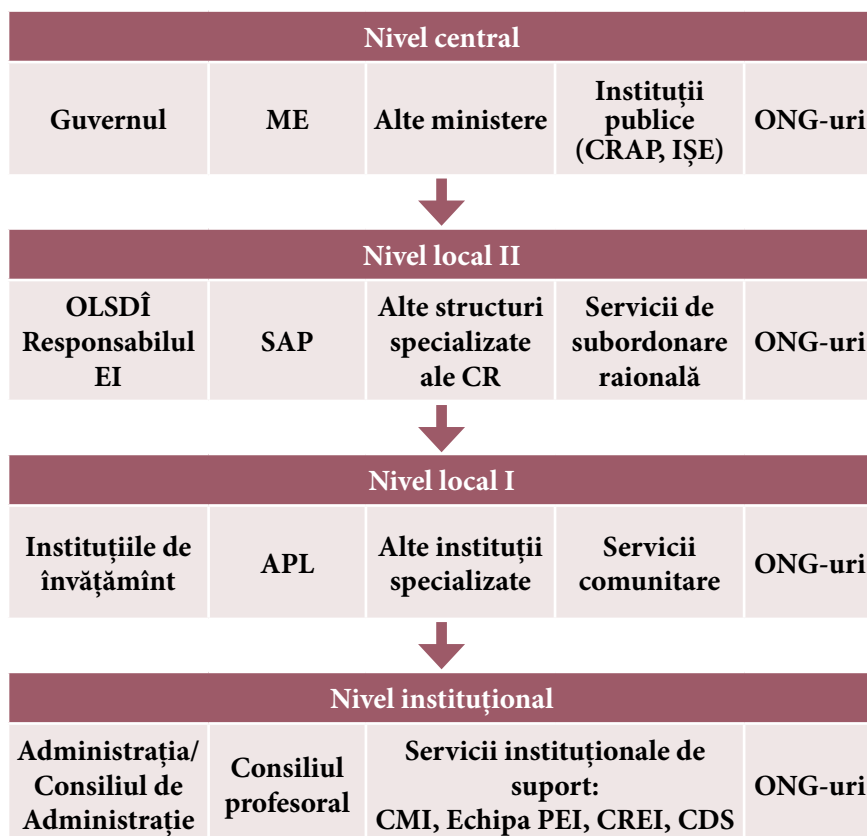 Nivel central
Guvernul
ME
Alte ministere
Instituții
publice
(CRAP, IȘE)
ONG-uri
Nivel local II
OLSDÎ
Responsabilul
EI
SAP
Alte structuri
specializate
ale CR
Servicii de
subordonare
raională
ONG-uri
Nivel local I
Instituțiile de
învățămînt
APL
Alte instituții
specializate
Servicii
comunitare
ONG-uri
Nivel instituțional
Administrația/
Consiliul de
Administrație
Consiliul
profesoral
Servicii instituționale de
suport:
CMI, Echipa PEI, CREI, CDS
ONG-uri